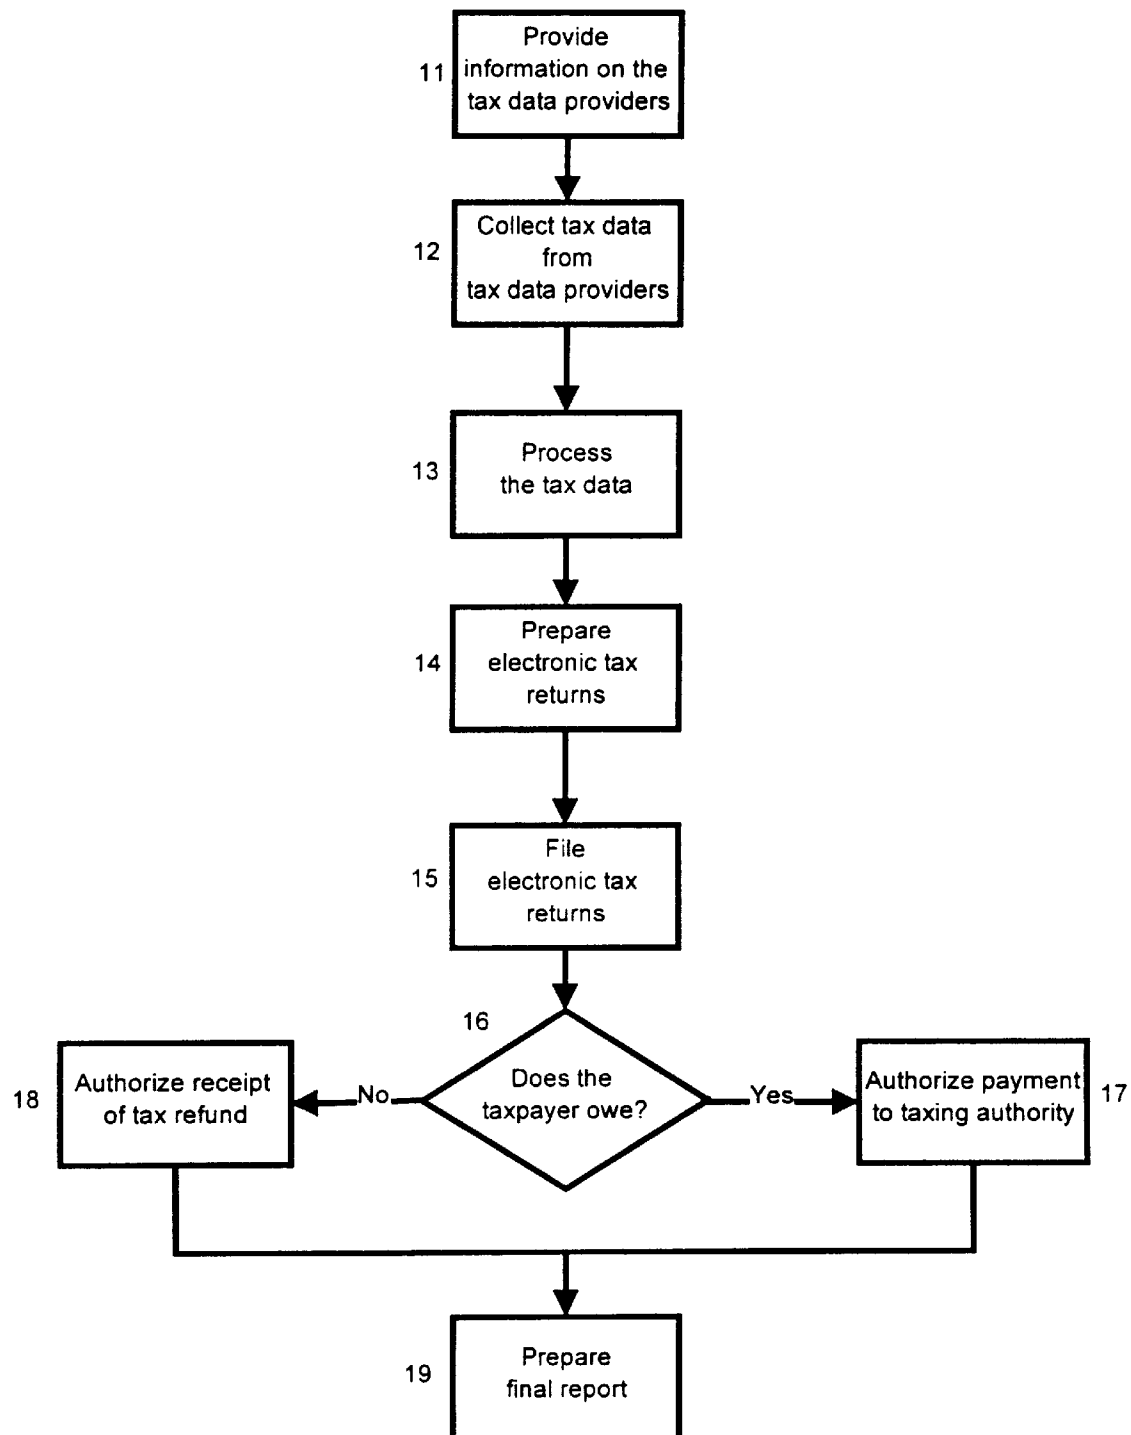 11
Provide
information on the
tax data providers
12
Collect tax data
from
tax data providers
13
Process
the tax data
14
Prepare
electronic tax
returns
15
File
electronic tax
returns
16
Does the
taxpayer owe?
No
Yes
18
Authorize receipt
of tax refund
Authorize payment
to taxing authority
17
19
Prepare
final report